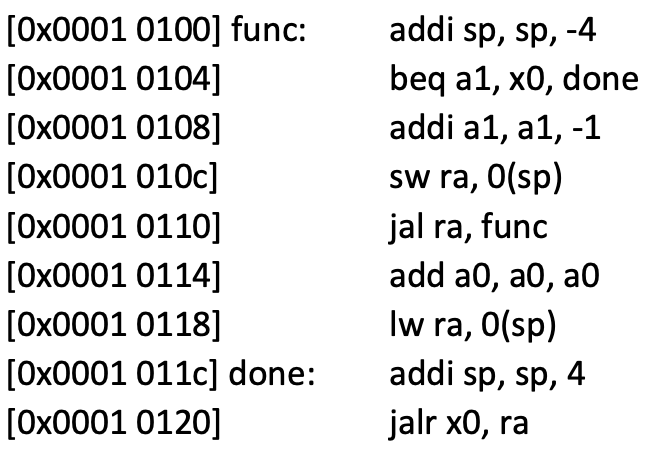 [0x0001 0100] func: addi sp, sp, -4
[0x0001 0104] beq a1, x0, done
[0x0001 0108] addi a1, a1, -1
[0x0001 010c] sw ra, 0(sp)
[0x0001 0110] jal ra, func
[0x0001 0114] add a0, a0, a0
[0x0001 0118] lw ra, 0(sp)
[0x0001 011c] done: addi sp, sp, 4
[0x0001 0120] jalr x0, ra